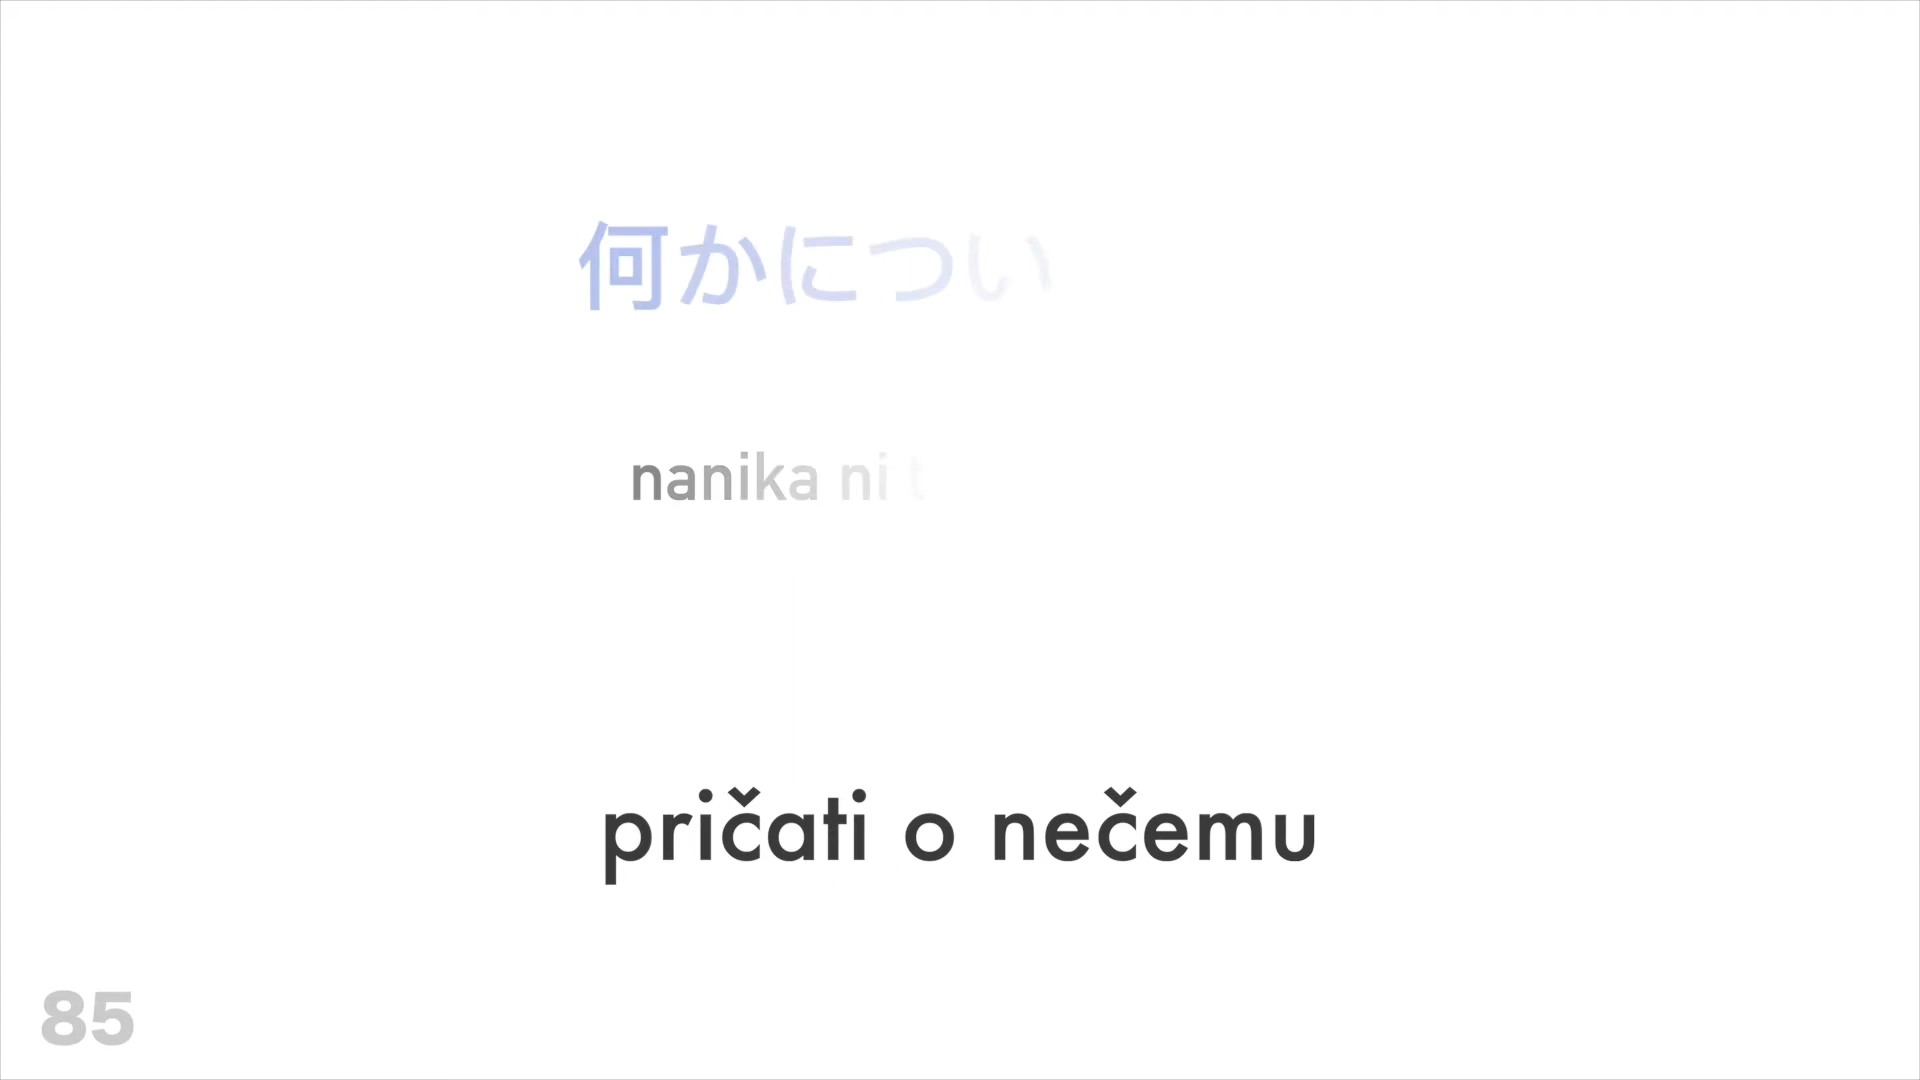 何かについ
nanika ni t
pričati o nečemu
85